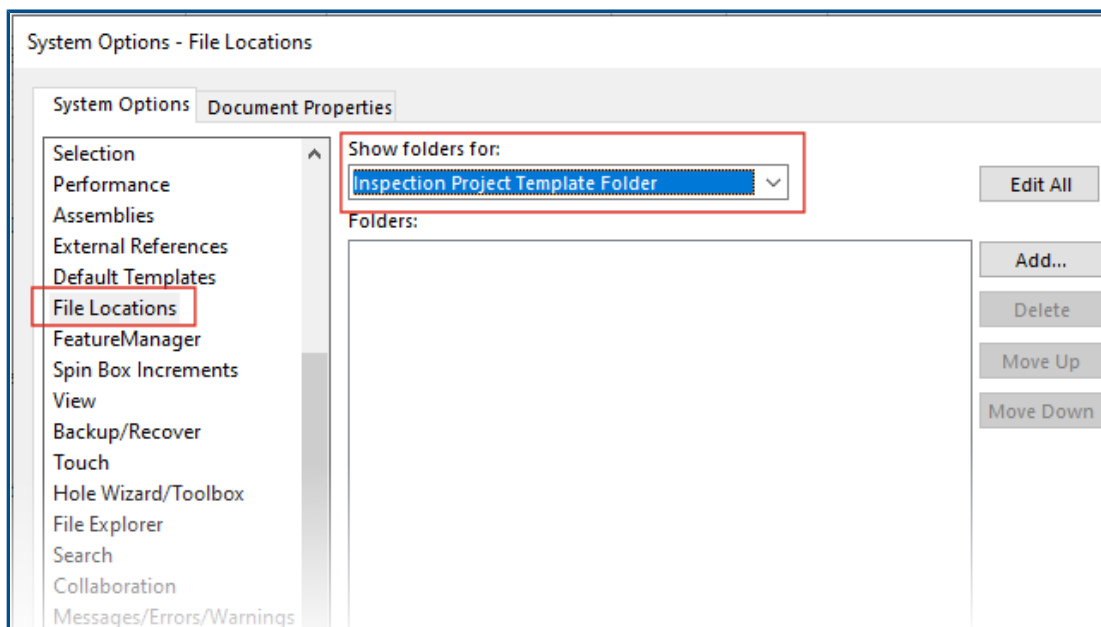 System Options - File Locations
System Options
Document Properties
Selection
Performance
Assemblies
External References
Default Templates
File Locations
FeatureManager
Spin Box Increments
View
Backup/Recover
Touch
Hole Wizard/Toolbox
File Explorer
Search
Collaboration
Messages/Errors/Warnings
Show folders for:
Inspection Project Template Folder
Folders:
Edit All
Add...
Delete
Move Up
Move Down